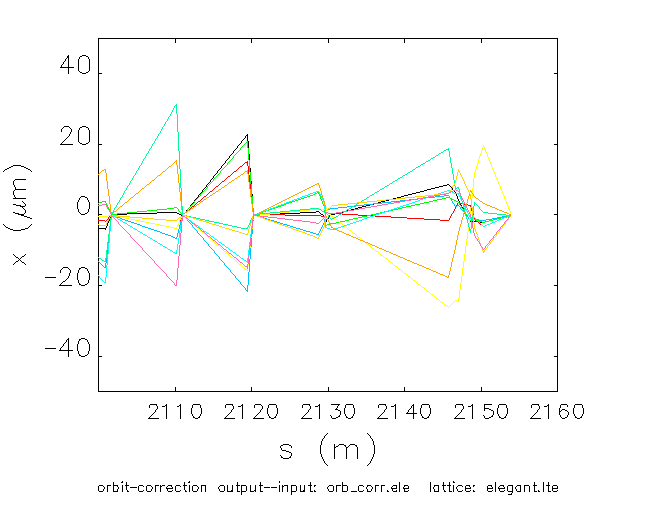 40
20
0
-20
-40
x (μm)
2110 2120 2130 2140 2150 2160
s (m)
orbit-correction output--input: orb_corr.ele lattice: elegant.lte